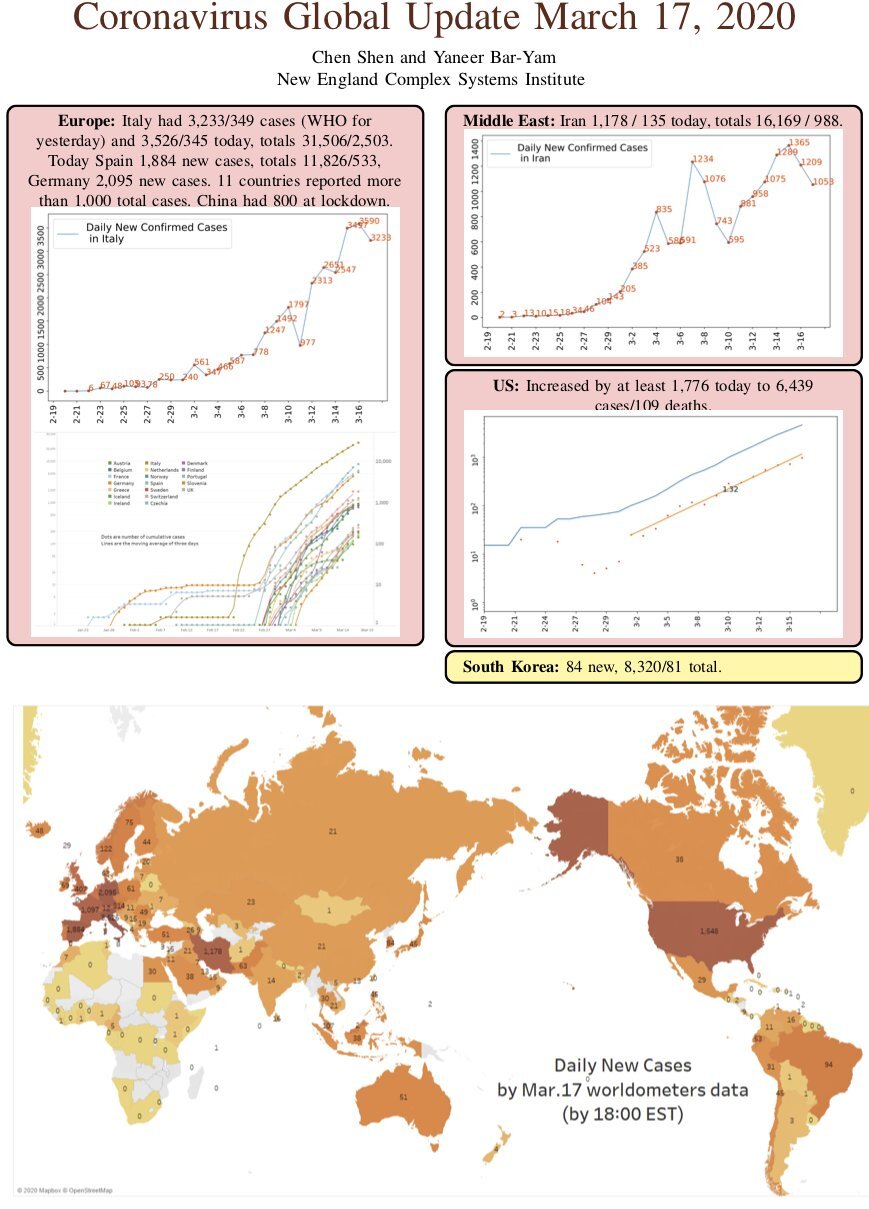 Coronavirus Global Update March 17, 2020
Chen Shen and Yaneer Bar-Yam
New England Complex Systems Institute
Europe: Italy had 3,233/349 cases (WHO for
yesterday) and 3,526/345 today, totals 31,506/2,503.
Today Spain 1,884 new cases, totals 11,826/533,
Germany 2,095 new cases. 11 countries reported more
than 1,000 total cases. China had 800 at lockdown.
Daily New Confirmed Cases
in Italy
0 500 1000 1500 2000 2500 3000 3500
6 67 48 105 93 78 250 240 561 347 466 587 778 1247 1492 1797 977 2313 2651 2547 3497 3590 3233
2-19 2-21 2-23 2-25 2-27 2-29 3-2 3-4 3-6 3-8 3-10 3-12 3-14 3-16
Austria Italy Denmark
Belgium Netherlands Finland
France Norway Portugal
Germany Spain Slovenia
Greece Sweden UK
Iceland Switzerland
Ireland Czechia
Dots are number of cumulative cases
Lines are the moving average of three days
10,000
1,000
100
10
1
Middle East: Iran 1,178 / 135 today, totals 16,169 / 988.
Daily New Confirmed Cases
in Iran
0 200 400 600 800 1000 1200 1400
2 3 13 10 15 18 34 46 104 143 205 385 523 835 586 591 1234 1076 743 595 881 958 1075 1289 1365 1209 1053
2-19 2-21 2-23 2-25 2-27 2-29 3-2 3-4 3-6 3-8 3-10 3-12 3-14 3-16
US: Increased by at least 1,776 today to 6,439
cases/109 deaths.
10⁰ 10¹ 10² 10³
1.32
2-19 2-21 2-24 2-27 2-29 3-2 3-5 3-8 3-10 3-12 3-15
South Korea: 84 new, 8,320/81 total.
48 29 75 122 44 20
2,095 61 0 7
1,097 1,884
21 23 1 3 21
51 1,178 1 63
7 0 30 38 14
51 4
36 1,548 29 0
94 16 11 31 1 3 0
Daily New Cases
by Mar.17 worldometers data
(by 18:00 EST)
© 2020 Mapbox © OpenStreetMap